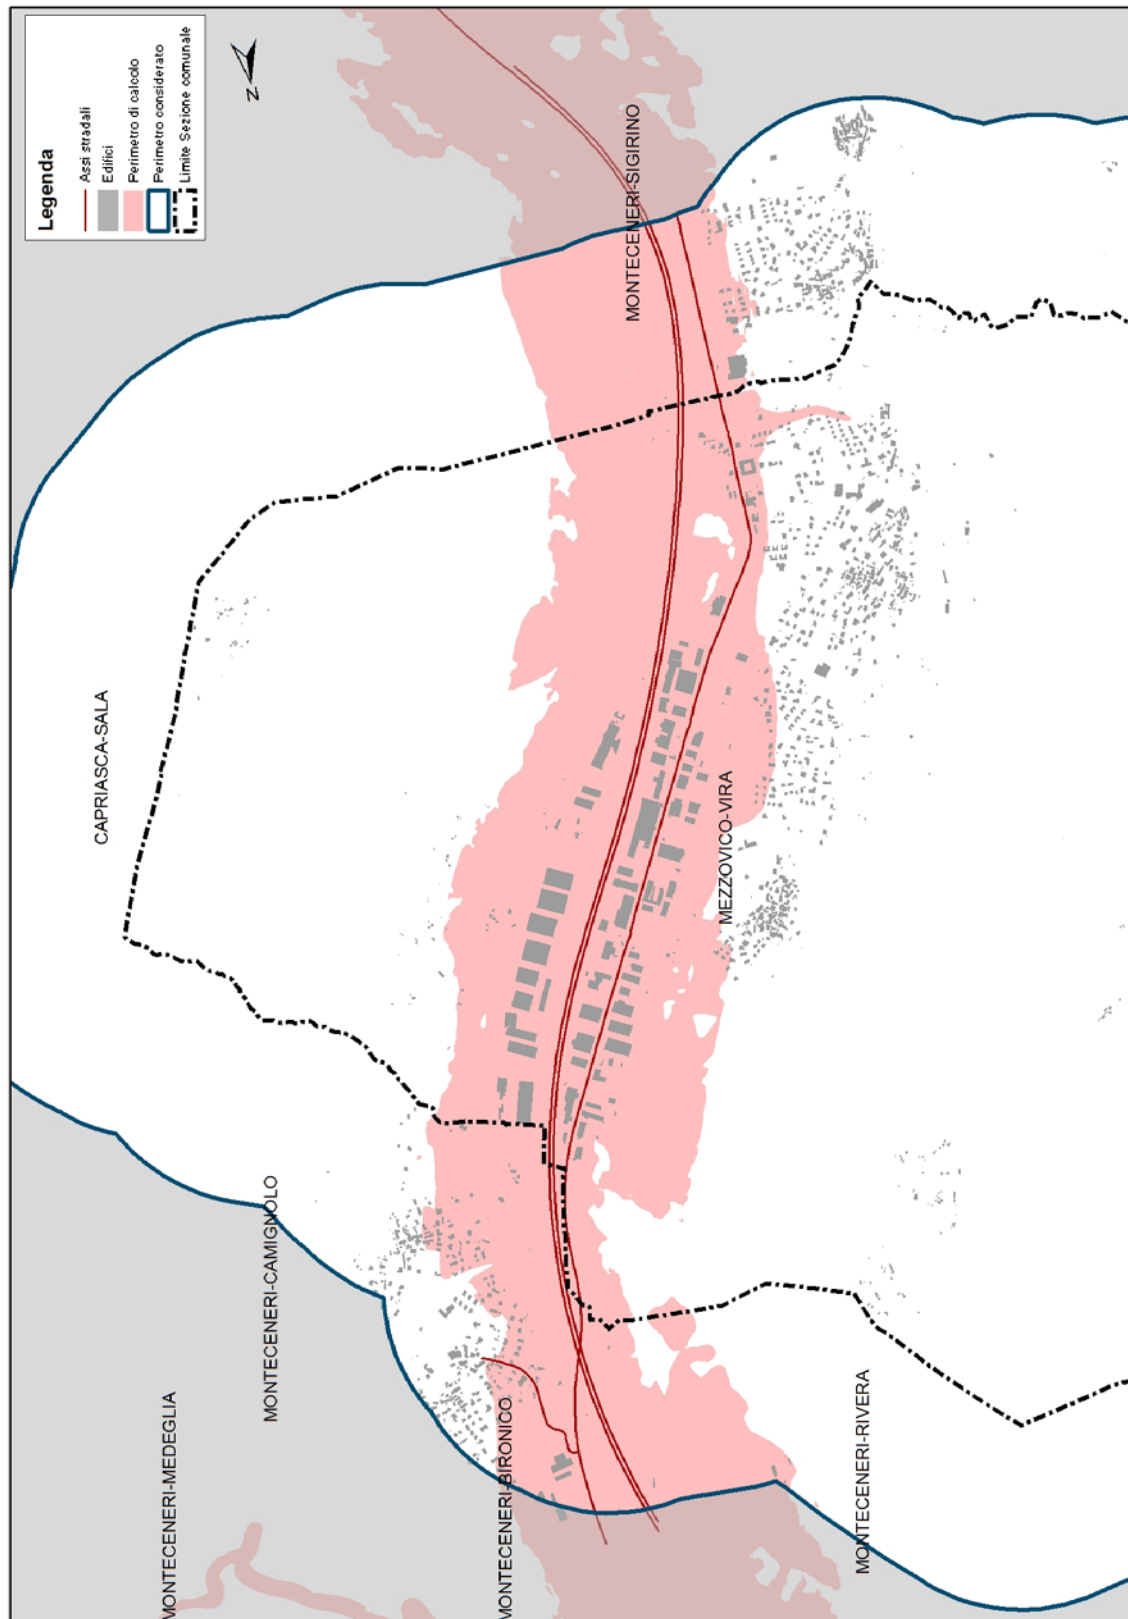 Legenda
Assi stradali
Edifici
Perimetro di calcolo
Perimetro considerato
Limite Sezione comunale
N
MONTECENERI-SIGIRINO
CAPRIASCA-SALA
MEZZOVICO-VIRA
MONTECENERI-CAMIGNOLO
MONTECENERI-MEDEGLIA
MONTECENERI-BIRONICO
MONTECENERI-RIVERA